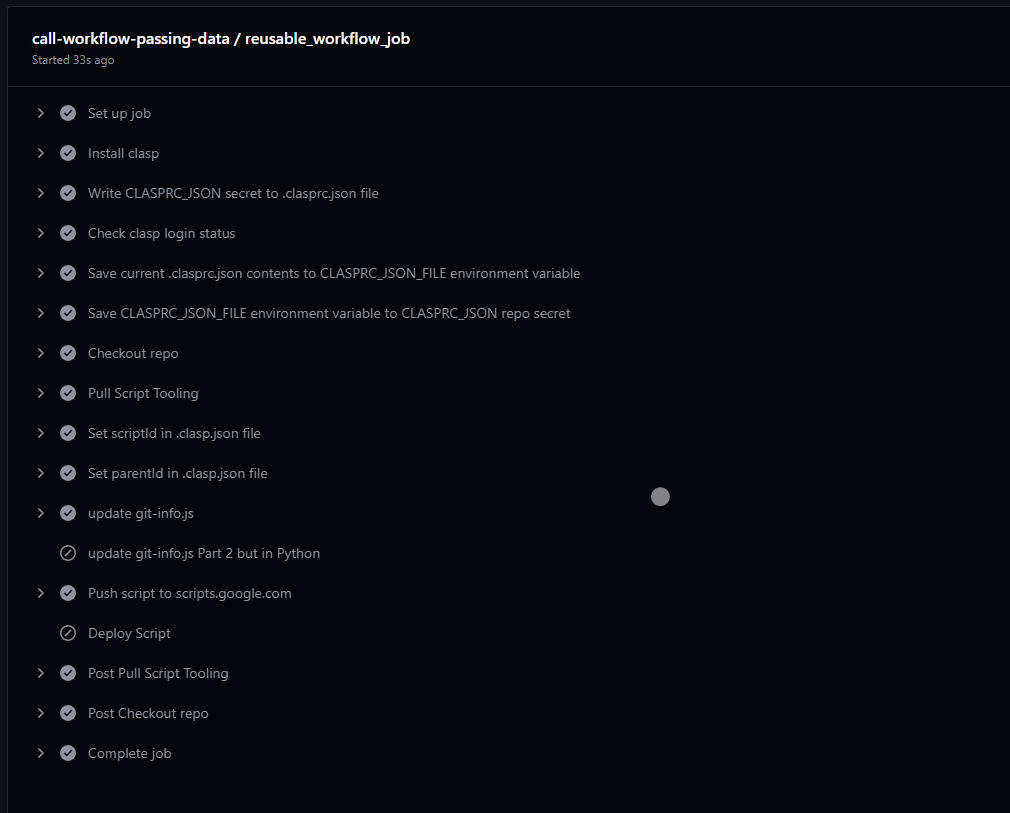 call-workflow-passing-data / reusable_workflow_job
Started 33s ago
Set up job
Install clasp
Write CLASPRC_JSON secret to .clasprc.json file
Check clasp login status
Save current .clasprc.json contents to CLASPRC_JSON_FILE environment variable
Save CLASPRC_JSON_FILE environment variable to CLASPRC_JSON repo secret
Checkout repo
Pull Script Tooling
Set scriptId in .clasp.json file
Set parentId in .clasp.json file
update git-info.js
update git-info.js Part 2 but in Python
Push script to scripts.google.com
Deploy Script
Post Pull Script Tooling
Post Checkout repo
Complete job